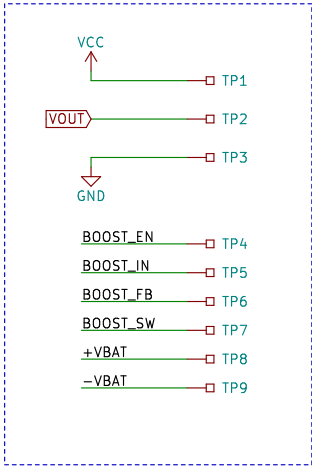 VCC
TP1
VOUT TP2
TP3
GND
BOOST_EN TP4
BOOST_IN TP5
BOOST_FB TP6
BOOST_SW TP7
+VBAT TP8
-VBAT TP9